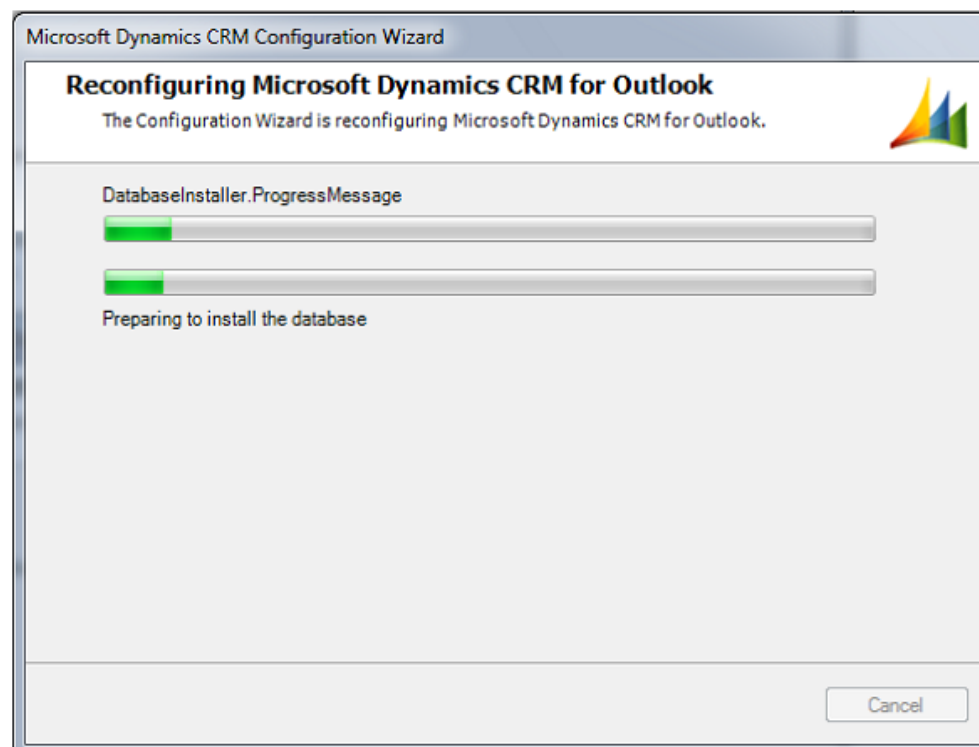 Microsoft Dynamics CRM Configuration Wizard
Reconfiguring Microsoft Dynamics CRM for Outlook
The Configuration Wizard is reconfiguring Microsoft Dynamics CRM for Outlook.
DatabaseInstaller.ProgressMessage
Preparing to install the database
Cancel